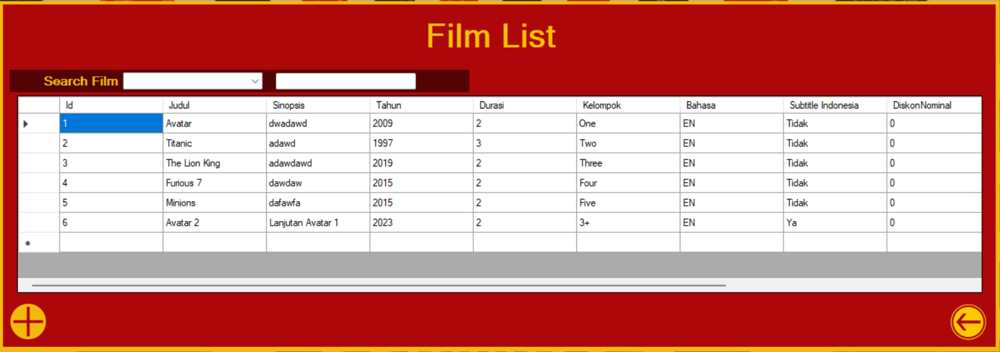 Film List
Search Film
Id Judul Sinopsis Tahun Durasi Kelompok Bahasa Subtitle Indonesia DiskonNominal
1 Avatar dwadawd 2009 2 One EN Tidak 0
2 Titanic adawd 1997 3 Two EN Tidak 0
3 The Lion King adawdawd 2019 2 Three EN Tidak 0
4 Furious 7 dawdaw 2015 2 Four EN Tidak 0
5 Minions dafawfa 2015 2 Five EN Tidak 0
6 Avatar 2 Lanjutan Avatar 1 2023 2 3+ EN Ya 0